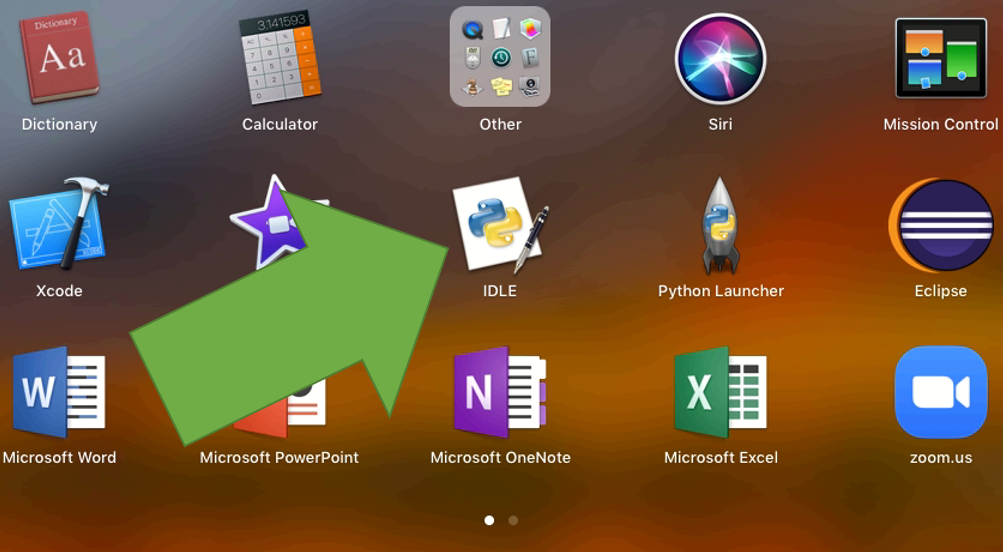 Dictionary
Aa
3.141593
Dictionary
Calculator
Other
Siri
Mission Control
Xcode
IDLE
Python Launcher
Eclipse
W
N
X
Microsoft Word
Microsoft PowerPoint
Microsoft OneNote
Microsoft Excel
zoom.us